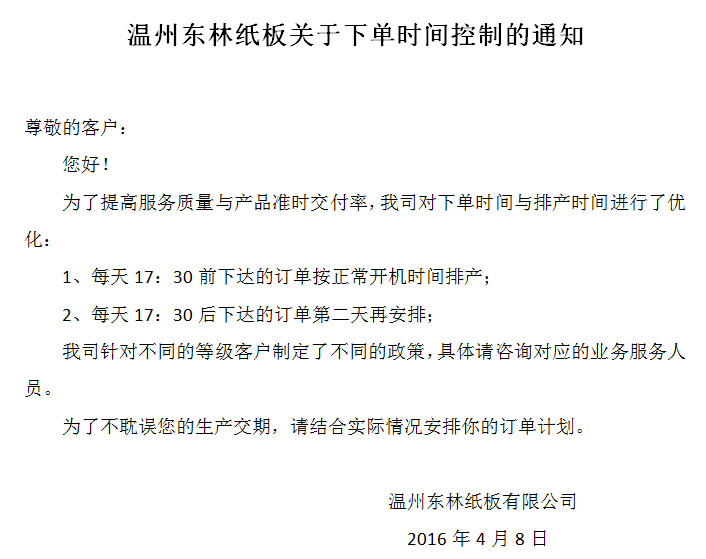 温州东林纸板关于下单时间控制的通知
尊敬的客户：
您好！
为了提高服务质量与产品准时交付率，我司对下单时间与排产时间进行了优
化：
1、每天 17：30 前下达的订单按正常开机时间排产；
2、每天 17：30 后下达的订单第二天再安排；
我司针对不同的等级客户制定了不同的政策，具体请咨询对应的业务服务人
员。
为了不耽误您的生产交期，请结合实际情况安排你的订单计划。
温州东林纸板有限公司
2016 年 4 月 8 日